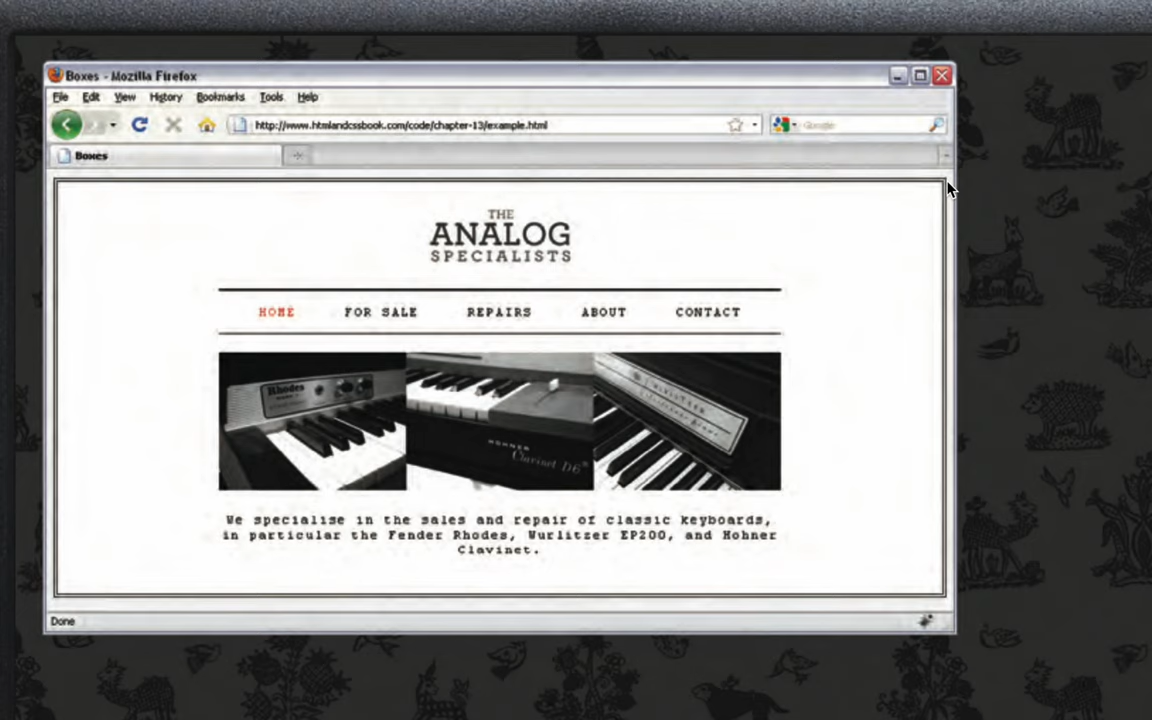 Boxes - Mozilla Firefox
File Edit View History Bookmarks Tools Help
http://www.htmlandcssbook.com/code/chapter-13/example.html
Google
Boxes
THE
ANALOG
SPECIALISTS
HOME FOR SALE REPAIRS ABOUT CONTACT
Rhodes
HOHNER
Clavinet D6
WURLITZER
We specialise in the sales and repair of classic keyboards,
in particular the Fender Rhodes, Wurlitzer EP200, and Hohner
Clavinet.
Done